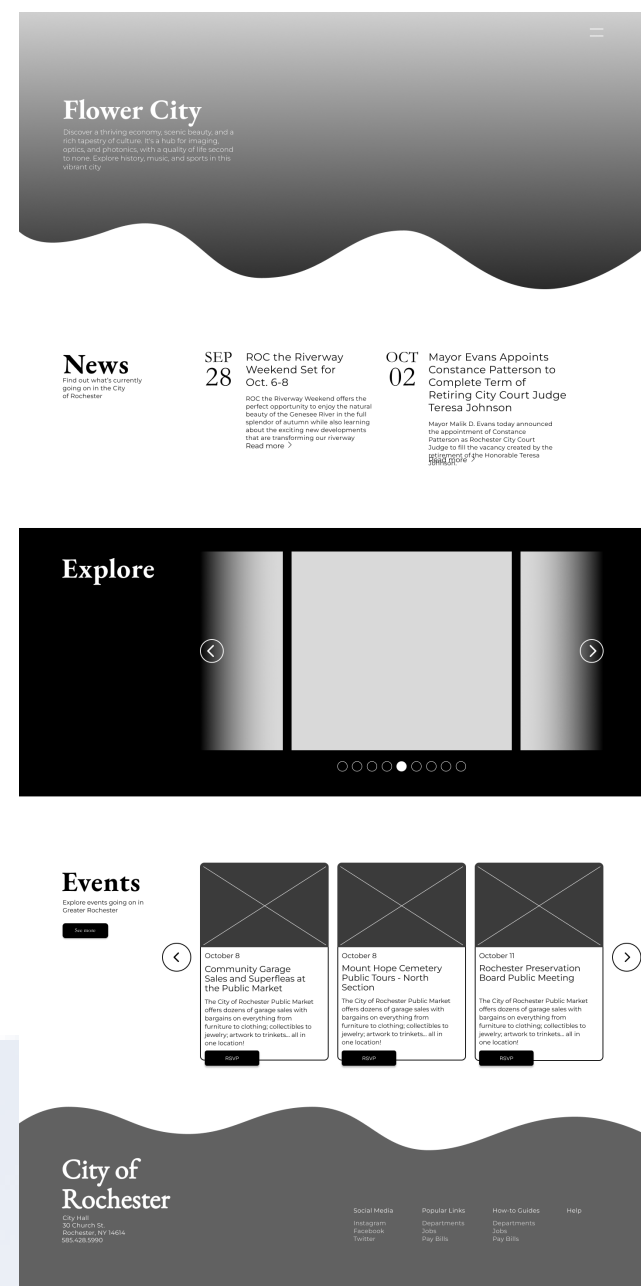 Flower City
Discover a thriving economy, scenic beauty, and a
rich tapestry of culture. It's a hub for imaging,
optics, and photonics, with a quality of life second
to none. Explore history, music, and sports in this
vibrant city
News
Find out what's currently
going on in the City
of Rochester
SEP
28
ROC the Riverway
Weekend Set for
Oct. 6-8
ROC the Riverway Weekend offers the
perfect opportunity to enjoy the natural
beauty of the Genesee River in the full
splendor of autumn while also learning
about the exciting new developments
that are transforming our riverway
Read more
OCT
02
Mayor Evans Appoints
Constance Patterson to
Complete Term of
Retiring City Court Judge
Teresa Johnson
Mayor Malik D. Evans today announced
the appointment of Constance
Patterson as Rochester City Court
Judge to fill the vacancy created by the
retirement of the Honorable Teresa
Johnson.
Read more
Explore
Events
Explore events going on in
Greater Rochester
See more
October 8
Community Garage
Sales and Superfleas at
the Public Market
The City of Rochester Public Market
offers dozens of garage sales with
bargains on everything from
furniture to clothing; collectibles to
jewelry; artwork to trinkets... all in
one location!
RSVP
October 8
Mount Hope Cemetery
Public Tours - North
Section
The City of Rochester Public Market
offers dozens of garage sales with
bargains on everything from
furniture to clothing; collectibles to
jewelry; artwork to trinkets... all in
one location!
RSVP
October 11
Rochester Preservation
Board Public Meeting
The City of Rochester Public Market
offers dozens of garage sales with
bargains on everything from
furniture to clothing; collectibles to
jewelry; artwork to trinkets... all in
one location!
RSVP
City of
Rochester
City Hall
30 Church St.
Rochester, NY 14614
585.428.5990
Social Media
Instagram
Facebook
Twitter
Popular Links
Departments
Jobs
Pay Bills
How-to Guides
Departments
Jobs
Pay Bills
Help